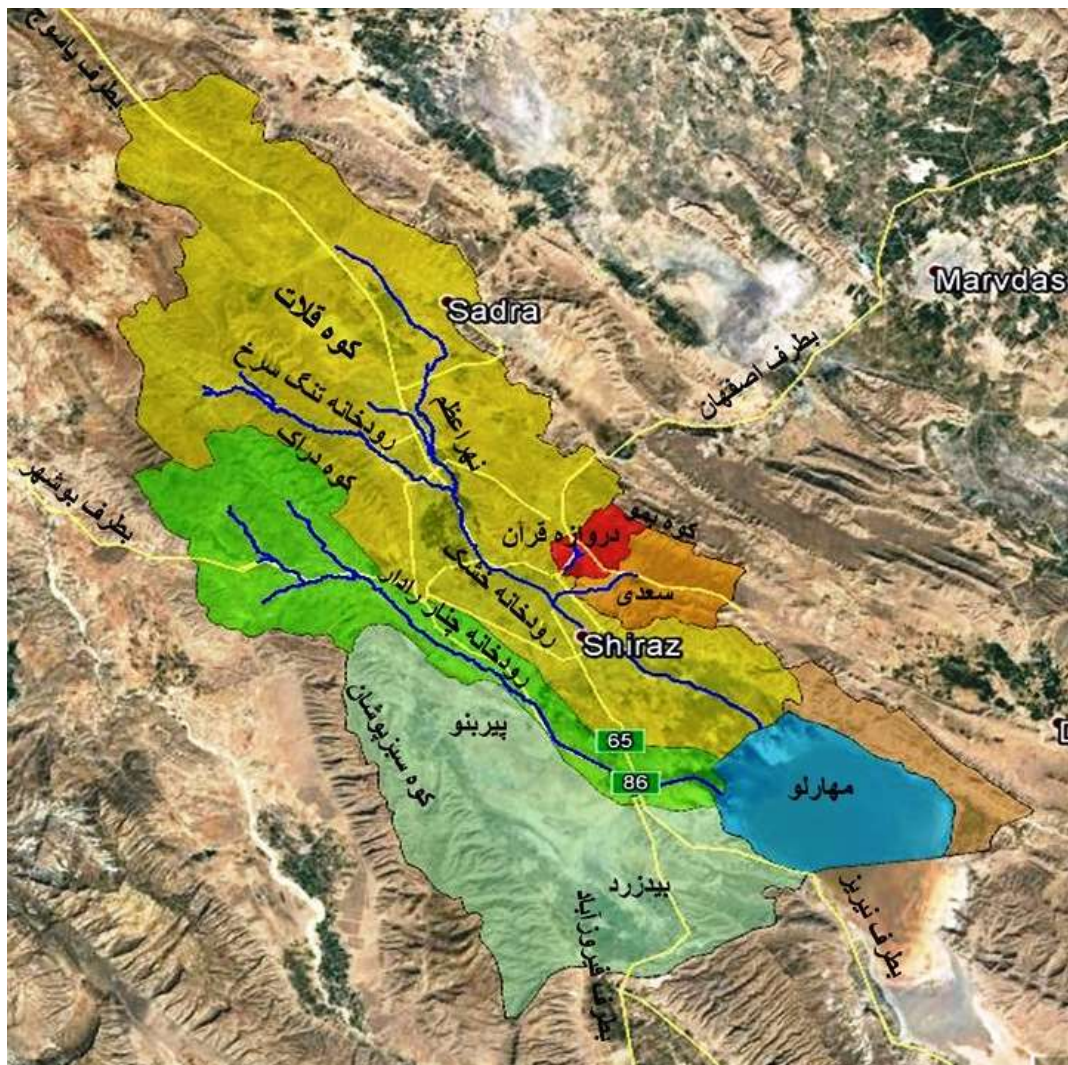 بطرف یاسوج
Sadra
Marvdas
کوه قلات
بطرف اصفهان
رودخانه تنگ سرخ
نهر اعظم
کوه دراک
بطرف بوشهر
کوه بمو
دروازه قرآن
سعدی
رودخانه خشک
رودخانه چنار راهدار
Shiraz
پیربنو
کوه سبزپوشان
65
86
مهارلو
D
بیدزرد
بطرف نیریز
بطرف فیروزآباد